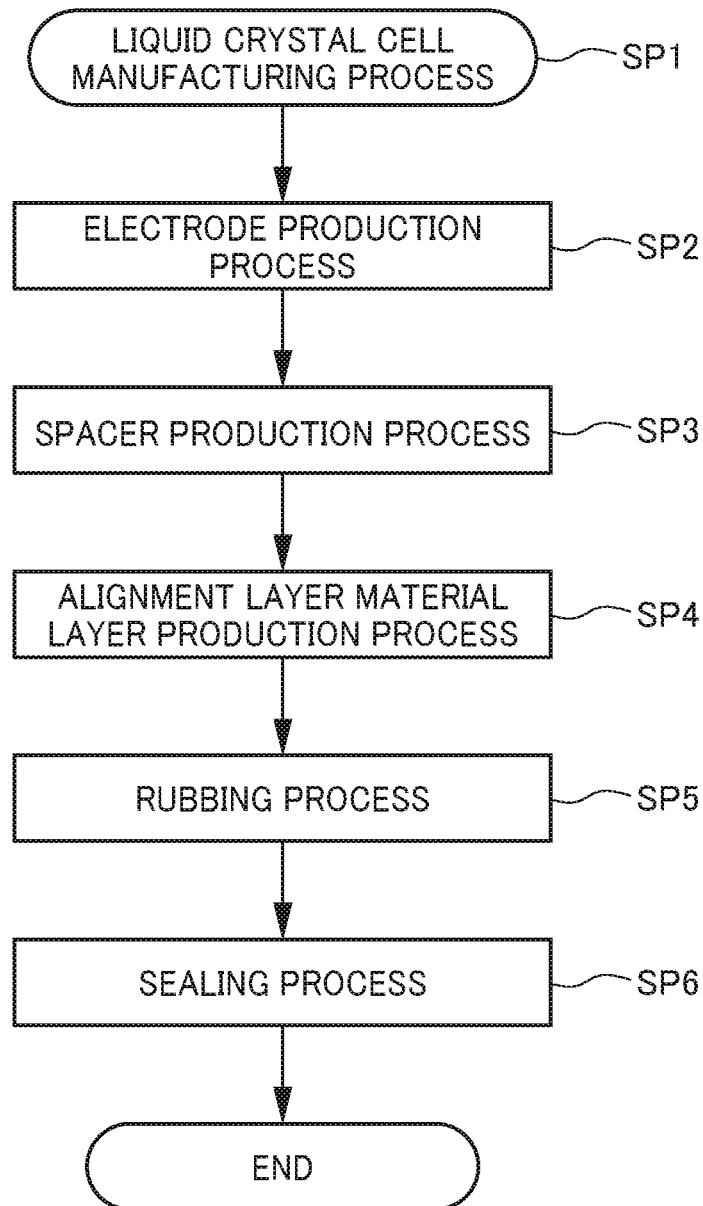 LIQUID CRYSTAL CELL
MANUFACTURING PROCESS
SP1
ELECTRODE PRODUCTION
PROCESS
SP2
SPACER PRODUCTION PROCESS
SP3
ALIGNMENT LAYER MATERIAL
LAYER PRODUCTION PROCESS
SP4
RUBBING PROCESS
SP5
SEALING PROCESS
SP6
END